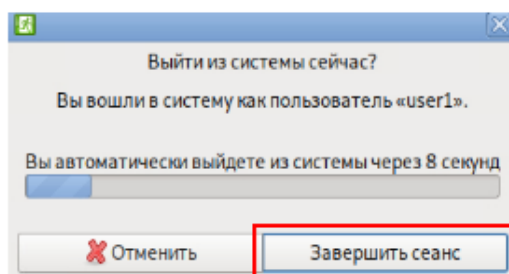 Выйти из системы сейчас?
Вы вошли в систему как пользователь «user1».
Вы автоматически выйдете из системы через 8 секунд
Отменить
Завершить сеанс